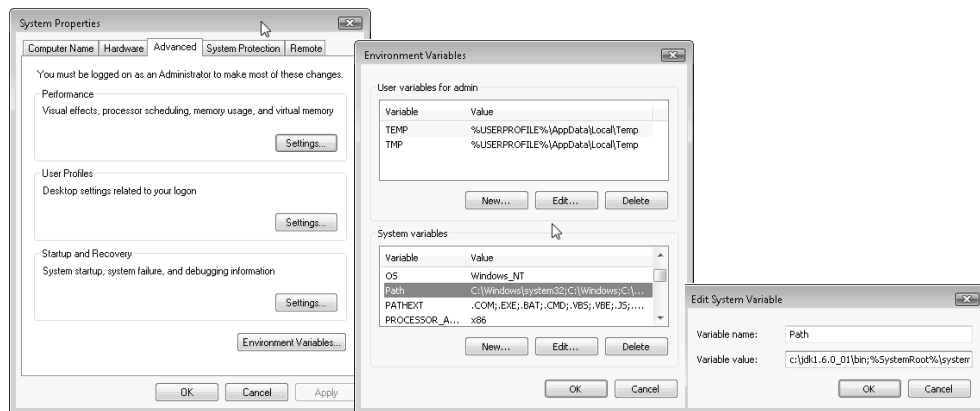 System Properties
Computer Name Hardware Advanced System Protection Remote
You must be logged on as an Administrator to make most of these changes.
Performance
Visual effects, processor scheduling, memory usage, and virtual memory
Settings...
User Profiles
Desktop settings related to your logon
Settings...
Startup and Recovery
System startup, system failure, and debugging information
Settings...
Environment Variables...
OK Cancel Apply
Environment Variables
User variables for admin
Variable Value
TEMP %USERPROFILE%\AppData\Local\Temp
TMP %USERPROFILE%\AppData\Local\Temp
New... Edit... Delete
System variables
Variable Value
OS Windows_NT
Path C:\Windows\system32;C:\Windows;C:\...
PATHEXT .COM;.EXE;.BAT;.CMD;.VBS;.VBE;.JS;....
PROCESSOR_A... x86
New... Edit... Delete
OK Cancel
Edit System Variable
Variable name: Path
Variable value: c:\jdk1.6.0_01\bin;%SystemRoot%\system
OK Cancel